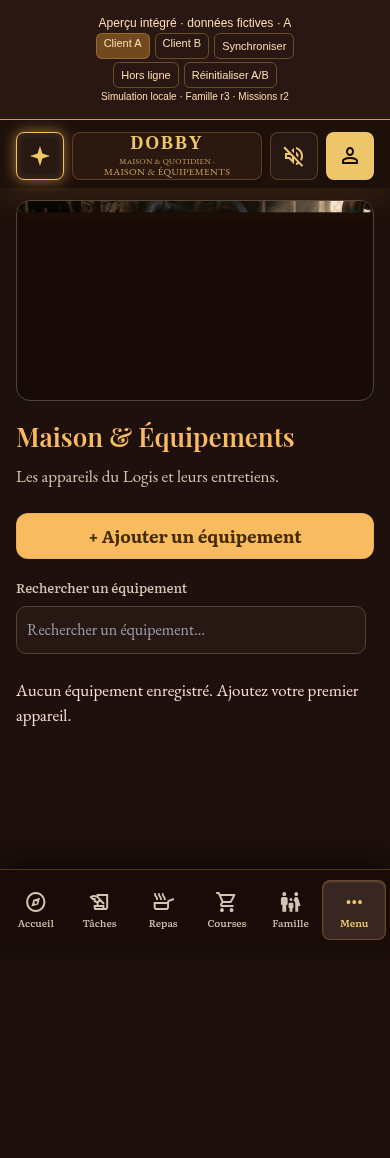 Aperçu intégré · données fictives · A
Client A
Client B
Synchroniser
Hors ligne
Réinitialiser A/B
Simulation locale · Famille r3 · Missions r2
DOBBY
MAISON & QUOTIDIEN ·
MAISON & ÉQUIPEMENTS
Maison & Équipements
Les appareils du Logis et leurs entretiens.
+ Ajouter un équipement
Rechercher un équipement
Rechercher un équipement...
Aucun équipement enregistré. Ajoutez votre premier
appareil.
Accueil
Tâches
Repas
Courses
Famille
Menu